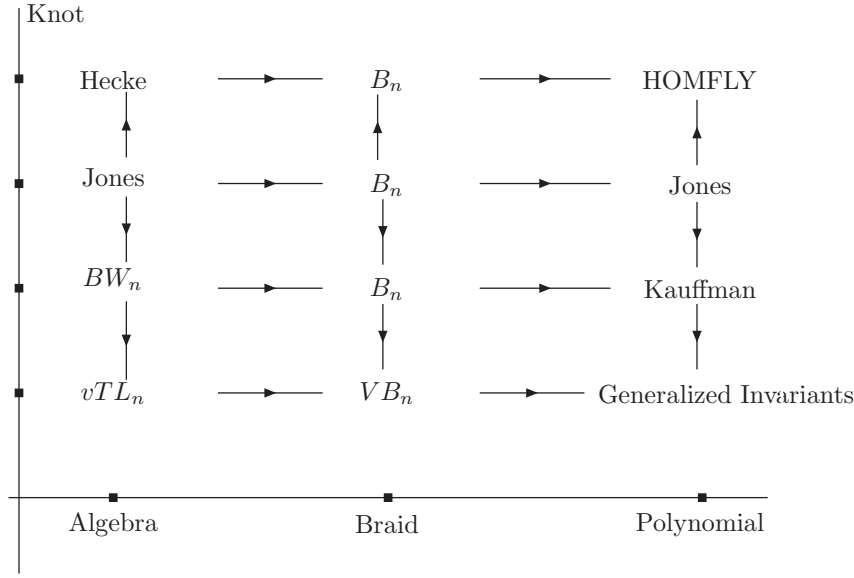 Knot
Hecke B_n HOMFLY
Jones B_n Jones
BW_n B_n Kauffman
vTL_n VB_n Generalized Invariants
Algebra Braid Polynomial